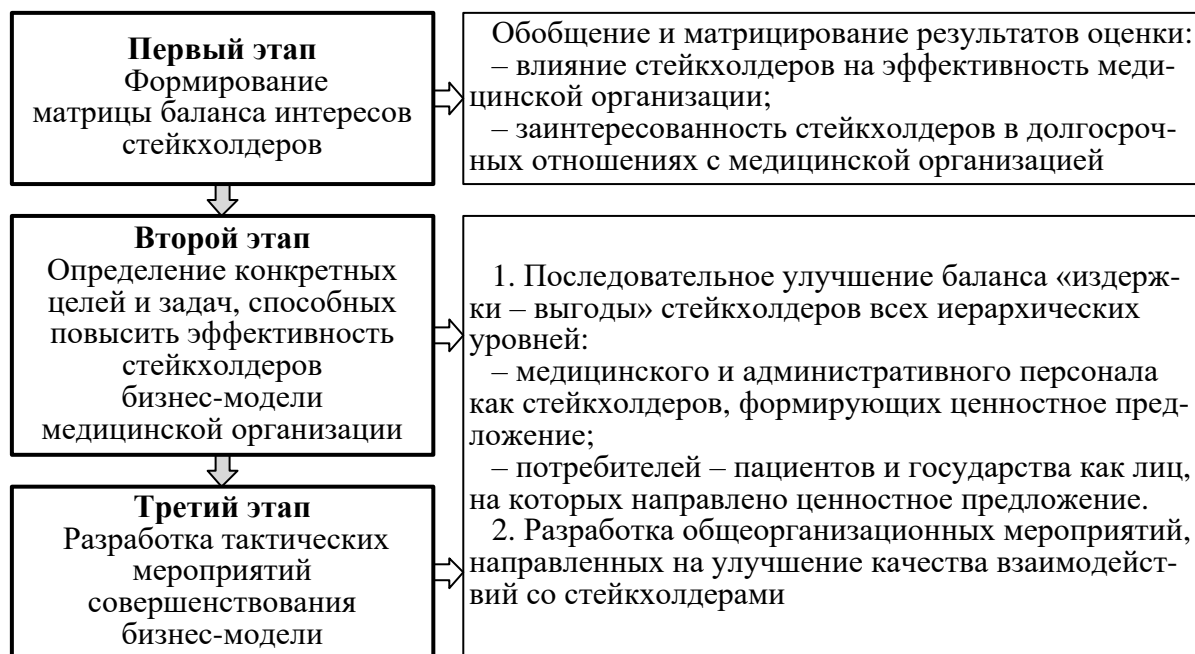 Первый этап
Формирование
матрицы баланса интересов
стейкхолдеров
Обобщение и матрицирование результатов оценки:
– влияние стейкхолдеров на эффективность меди-
цинской организации;
– заинтересованность стейкхолдеров в долгосроч-
ных отношениях с медицинской организацией
Второй этап
Определение конкретных
целей и задач, способных
повысить эффективность
стейкхолдеров
бизнес-модели
медицинской организации
Третий этап
Разработка тактических
мероприятий
совершенствования
бизнес-модели
1. Последовательное улучшение баланса «издерж-
ки – выгоды» стейкхолдеров всех иерархических
уровней:
– медицинского и административного персонала
как стейкхолдеров, формирующих ценностное пред-
ложение;
– потребителей – пациентов и государства как лиц,
на которых направлено ценностное предложение.
2. Разработка общеорганизационных мероприятий,
направленных на улучшение качества взаимодейст-
вий со стейкхолдерами